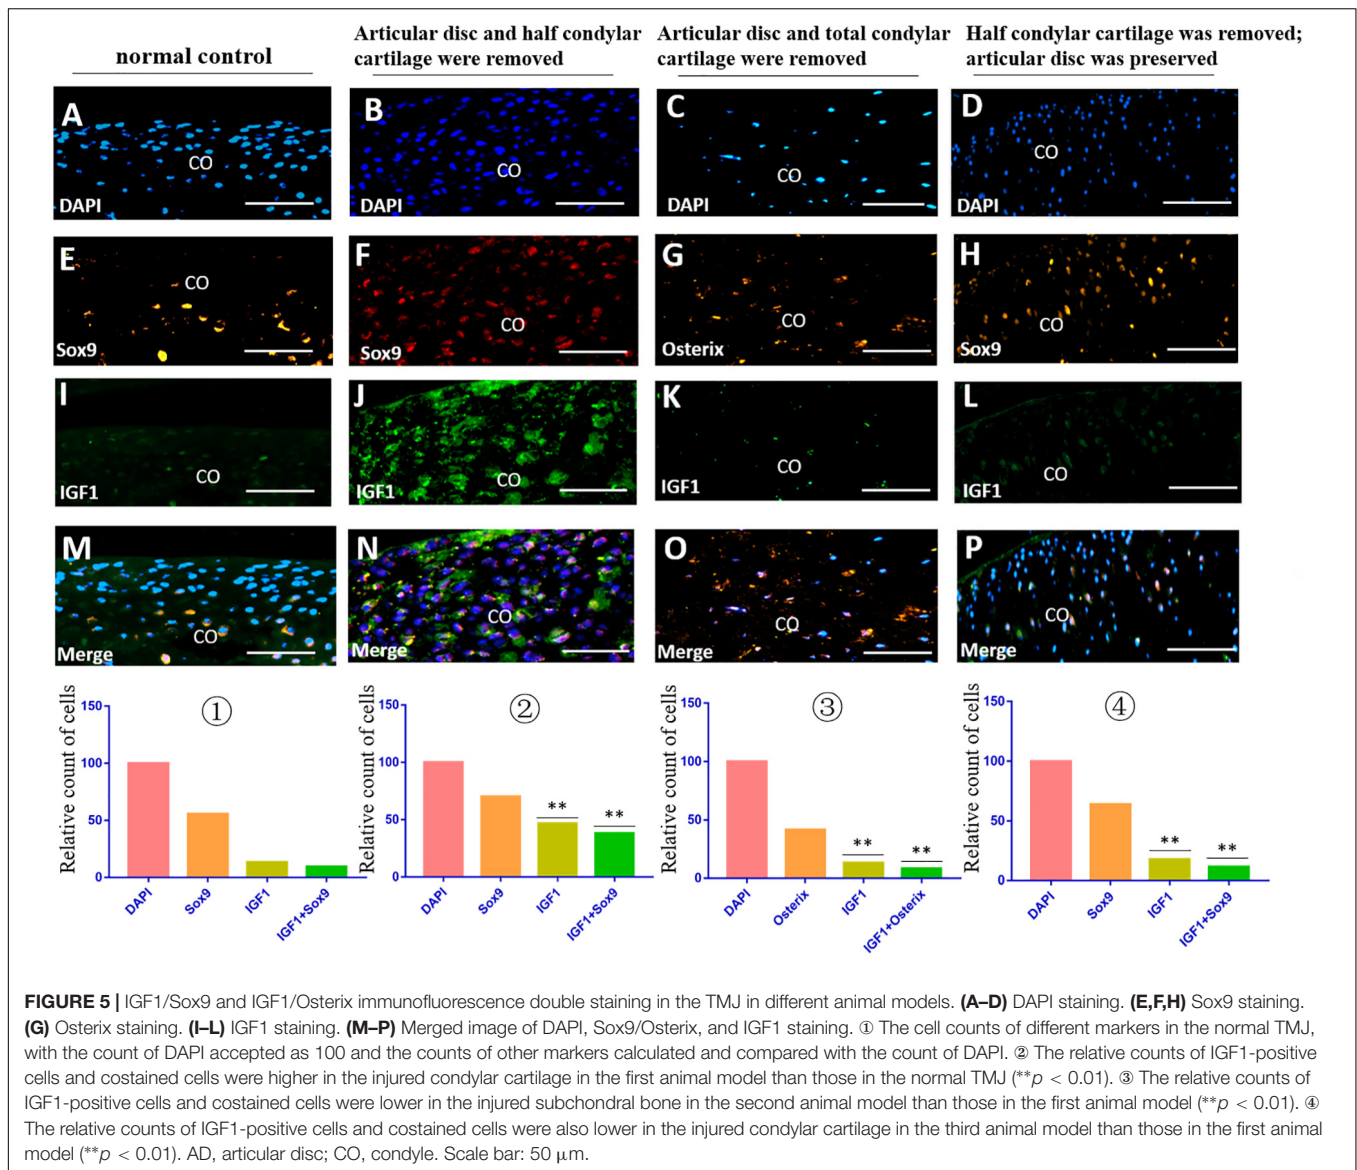 normal control
Articular disc and half condylar
cartilage were removed
Articular disc and total condylar
cartilage were removed
Half condylar cartilage was removed;
articular disc was preserved
A
CO
DAPI
B
CO
DAPI
C
CO
DAPI
D
CO
DAPI
E
CO
Sox9
F
CO
Sox9
G
CO
Osterix
H
CO
Sox9
I
CO
IGF1
J
CO
IGF1
K
CO
IGF1
L
CO
IGF1
M
CO
Merge
N
CO
Merge
O
CO
Merge
P
CO
Merge
①
Relative count of cells
150
100
50
0
DAPI
Sox9
IGF1
IGF1+Sox9
②
Relative count of cells
150
100
50
0
**
**
DAPI
Sox9
IGF1
IGF1+Sox9
③
Relative count of cells
150
100
50
0
**
**
DAPI
Osterix
IGF1
IGF1+Osterix
④
Relative count of cells
150
100
50
0
**
**
DAPI
Sox9
IGF1
IGF1+Sox9
FIGURE 5 | IGF1/Sox9 and IGF1/Osterix immunofluorescence double staining in the TMJ in different animal models. (A–D) DAPI staining. (E,F,H) Sox9 staining.
(G) Osterix staining. (I–L) IGF1 staining. (M–P) Merged image of DAPI, Sox9/Osterix, and IGF1 staining. ① The cell counts of different markers in the normal TMJ,
with the count of DAPI accepted as 100 and the counts of other markers calculated and compared with the count of DAPI. ② The relative counts of IGF1-positive
cells and costained cells were higher in the injured condylar cartilage in the first animal model than those in the normal TMJ (**p < 0.01). ③ The relative counts of
IGF1-positive cells and costained cells were lower in the injured subchondral bone in the second animal model than those in the first animal model (**p < 0.01). ④
The relative counts of IGF1-positive cells and costained cells were also lower in the injured condylar cartilage in the third animal model than those in the first animal
model (**p < 0.01). AD, articular disc; CO, condyle. Scale bar: 50 μm.